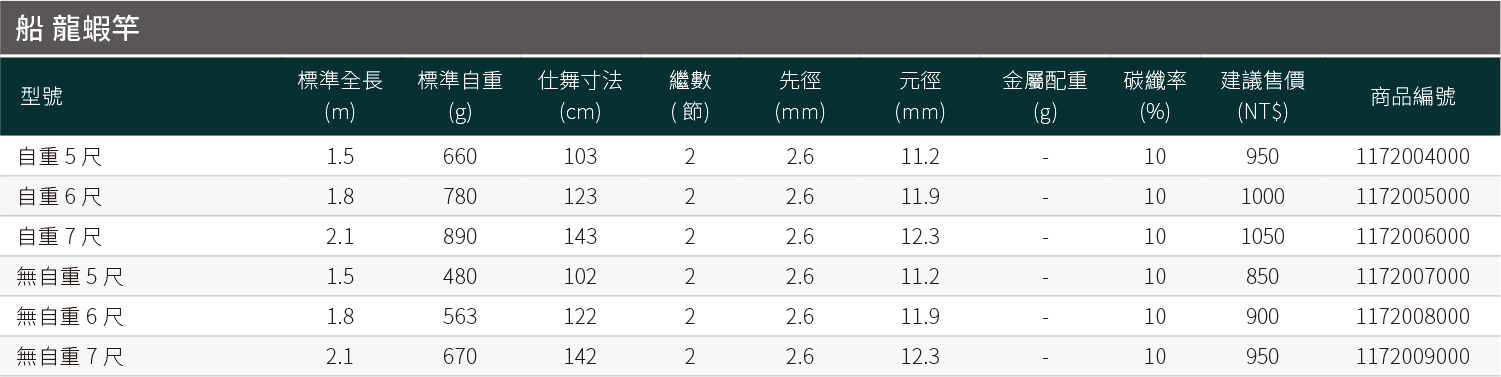 船 龍蝦竿
型號 標準全長 (m) 標準自重 (g) 仕舞寸法 (cm) 繼數 ( 節) 先徑 (mm) 元徑 (mm) 金屬配重 (g) 碳纖率 (%) 建議售價 (NT$) 商品編號
自重 5 尺 1.5 660 103 2 2.6 11.2 - 10 950 1172004000
自重 6 尺 1.8 780 123 2 2.6 11.9 - 10 1000 1172005000
自重 7 尺 2.1 890 143 2 2.6 12.3 - 10 1050 1172006000
無自重 5 尺 1.5 480 102 2 2.6 11.2 - 10 850 1172007000
無自重 6 尺 1.8 563 122 2 2.6 11.9 - 10 900 1172008000
無自重 7 尺 2.1 670 142 2 2.6 12.3 - 10 950 1172009000